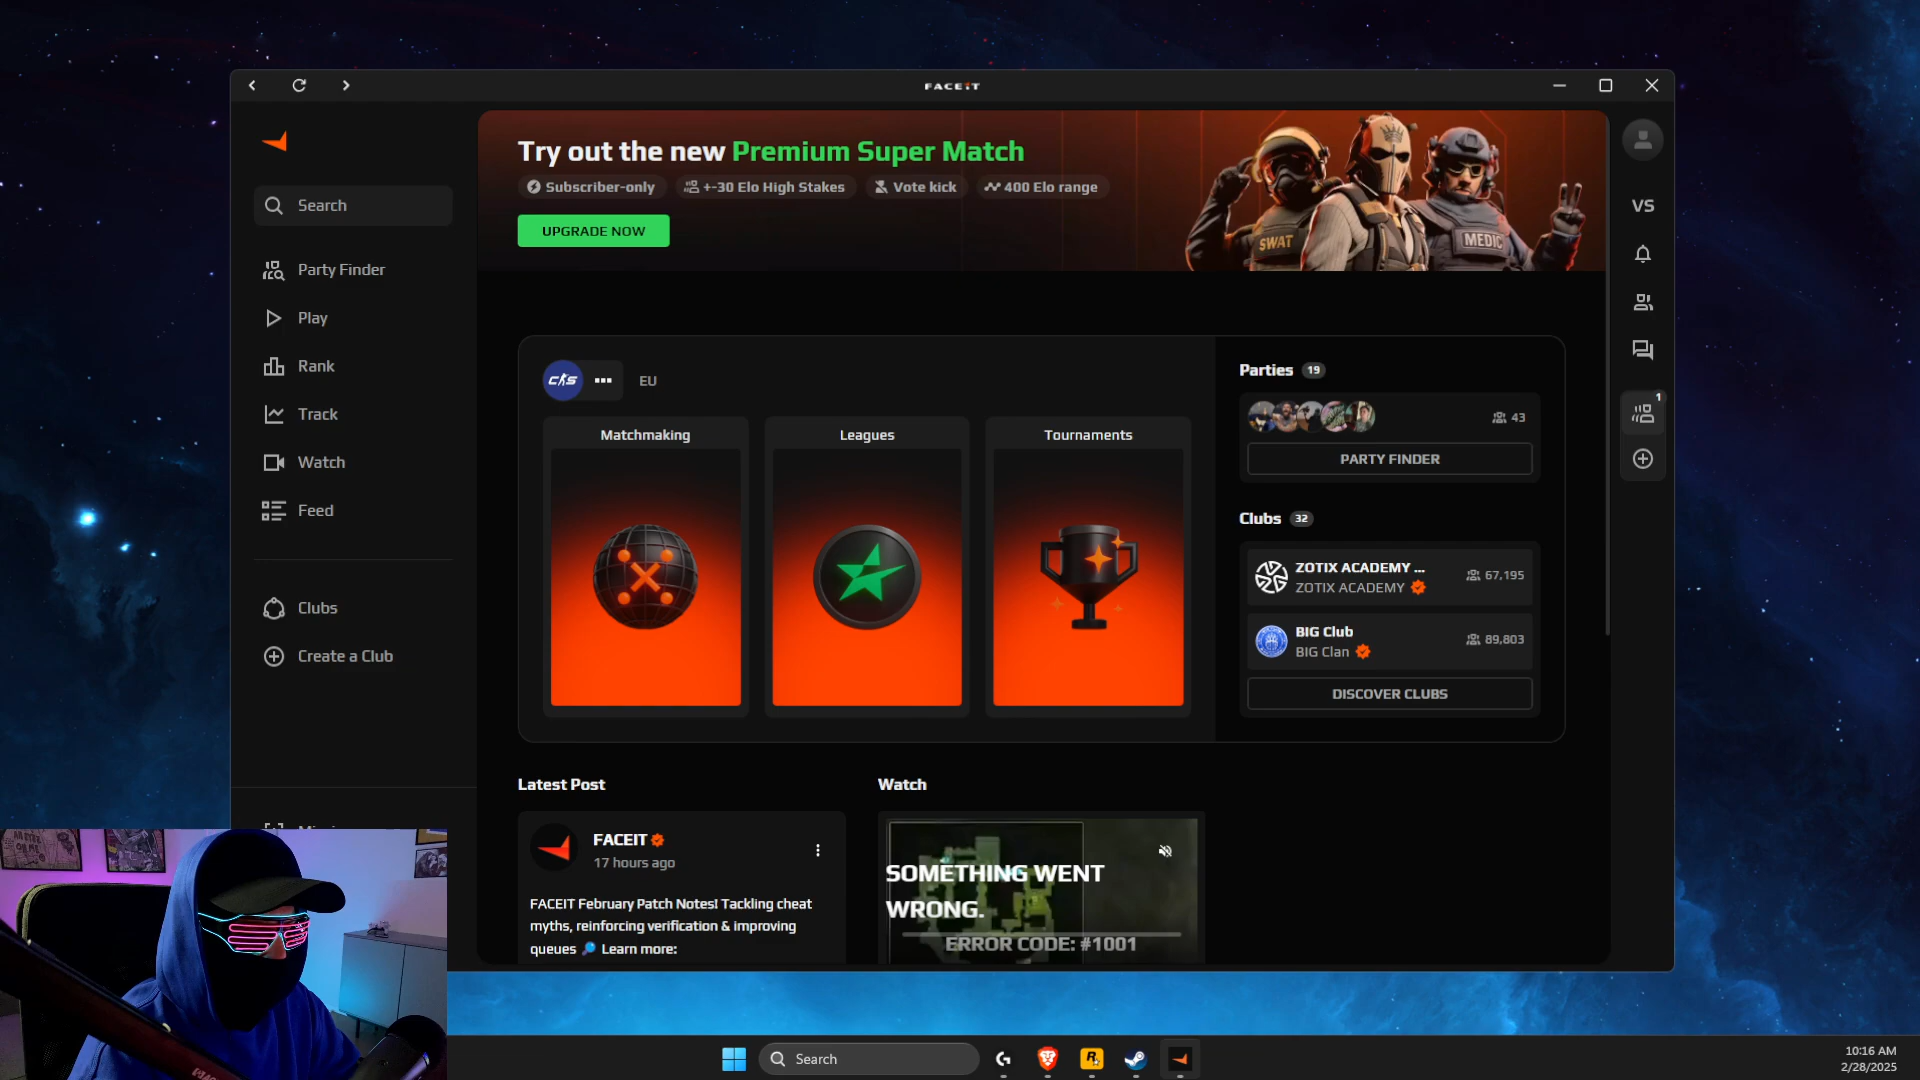 FACEIT
Try out the new Premium Super Match
Subscriber-only
+-30 Elo High Stakes
Vote kick
400 Elo range
UPGRADE NOW
SWAT
MEDIC
Search
Party Finder
Play
Rank
Track
Watch
Feed
Clubs
Create a Club
VS
1
CS
EU
Matchmaking
Leagues
Tournaments
Parties 19
43
PARTY FINDER
Clubs 32
ZOTIX ACADEMY ...
ZOTIX ACADEMY
67,195
BIG Club
BIG Clan
89,803
DISCOVER CLUBS
Latest Post
FACEIT
17 hours ago
FACEIT February Patch Notes! Tackling cheat
myths, reinforcing verification & improving
queues 🔎 Learn more:
Watch
SOMETHING WENT
WRONG.
ERROR CODE: #1001
Search
10:16 AM
2/28/2025